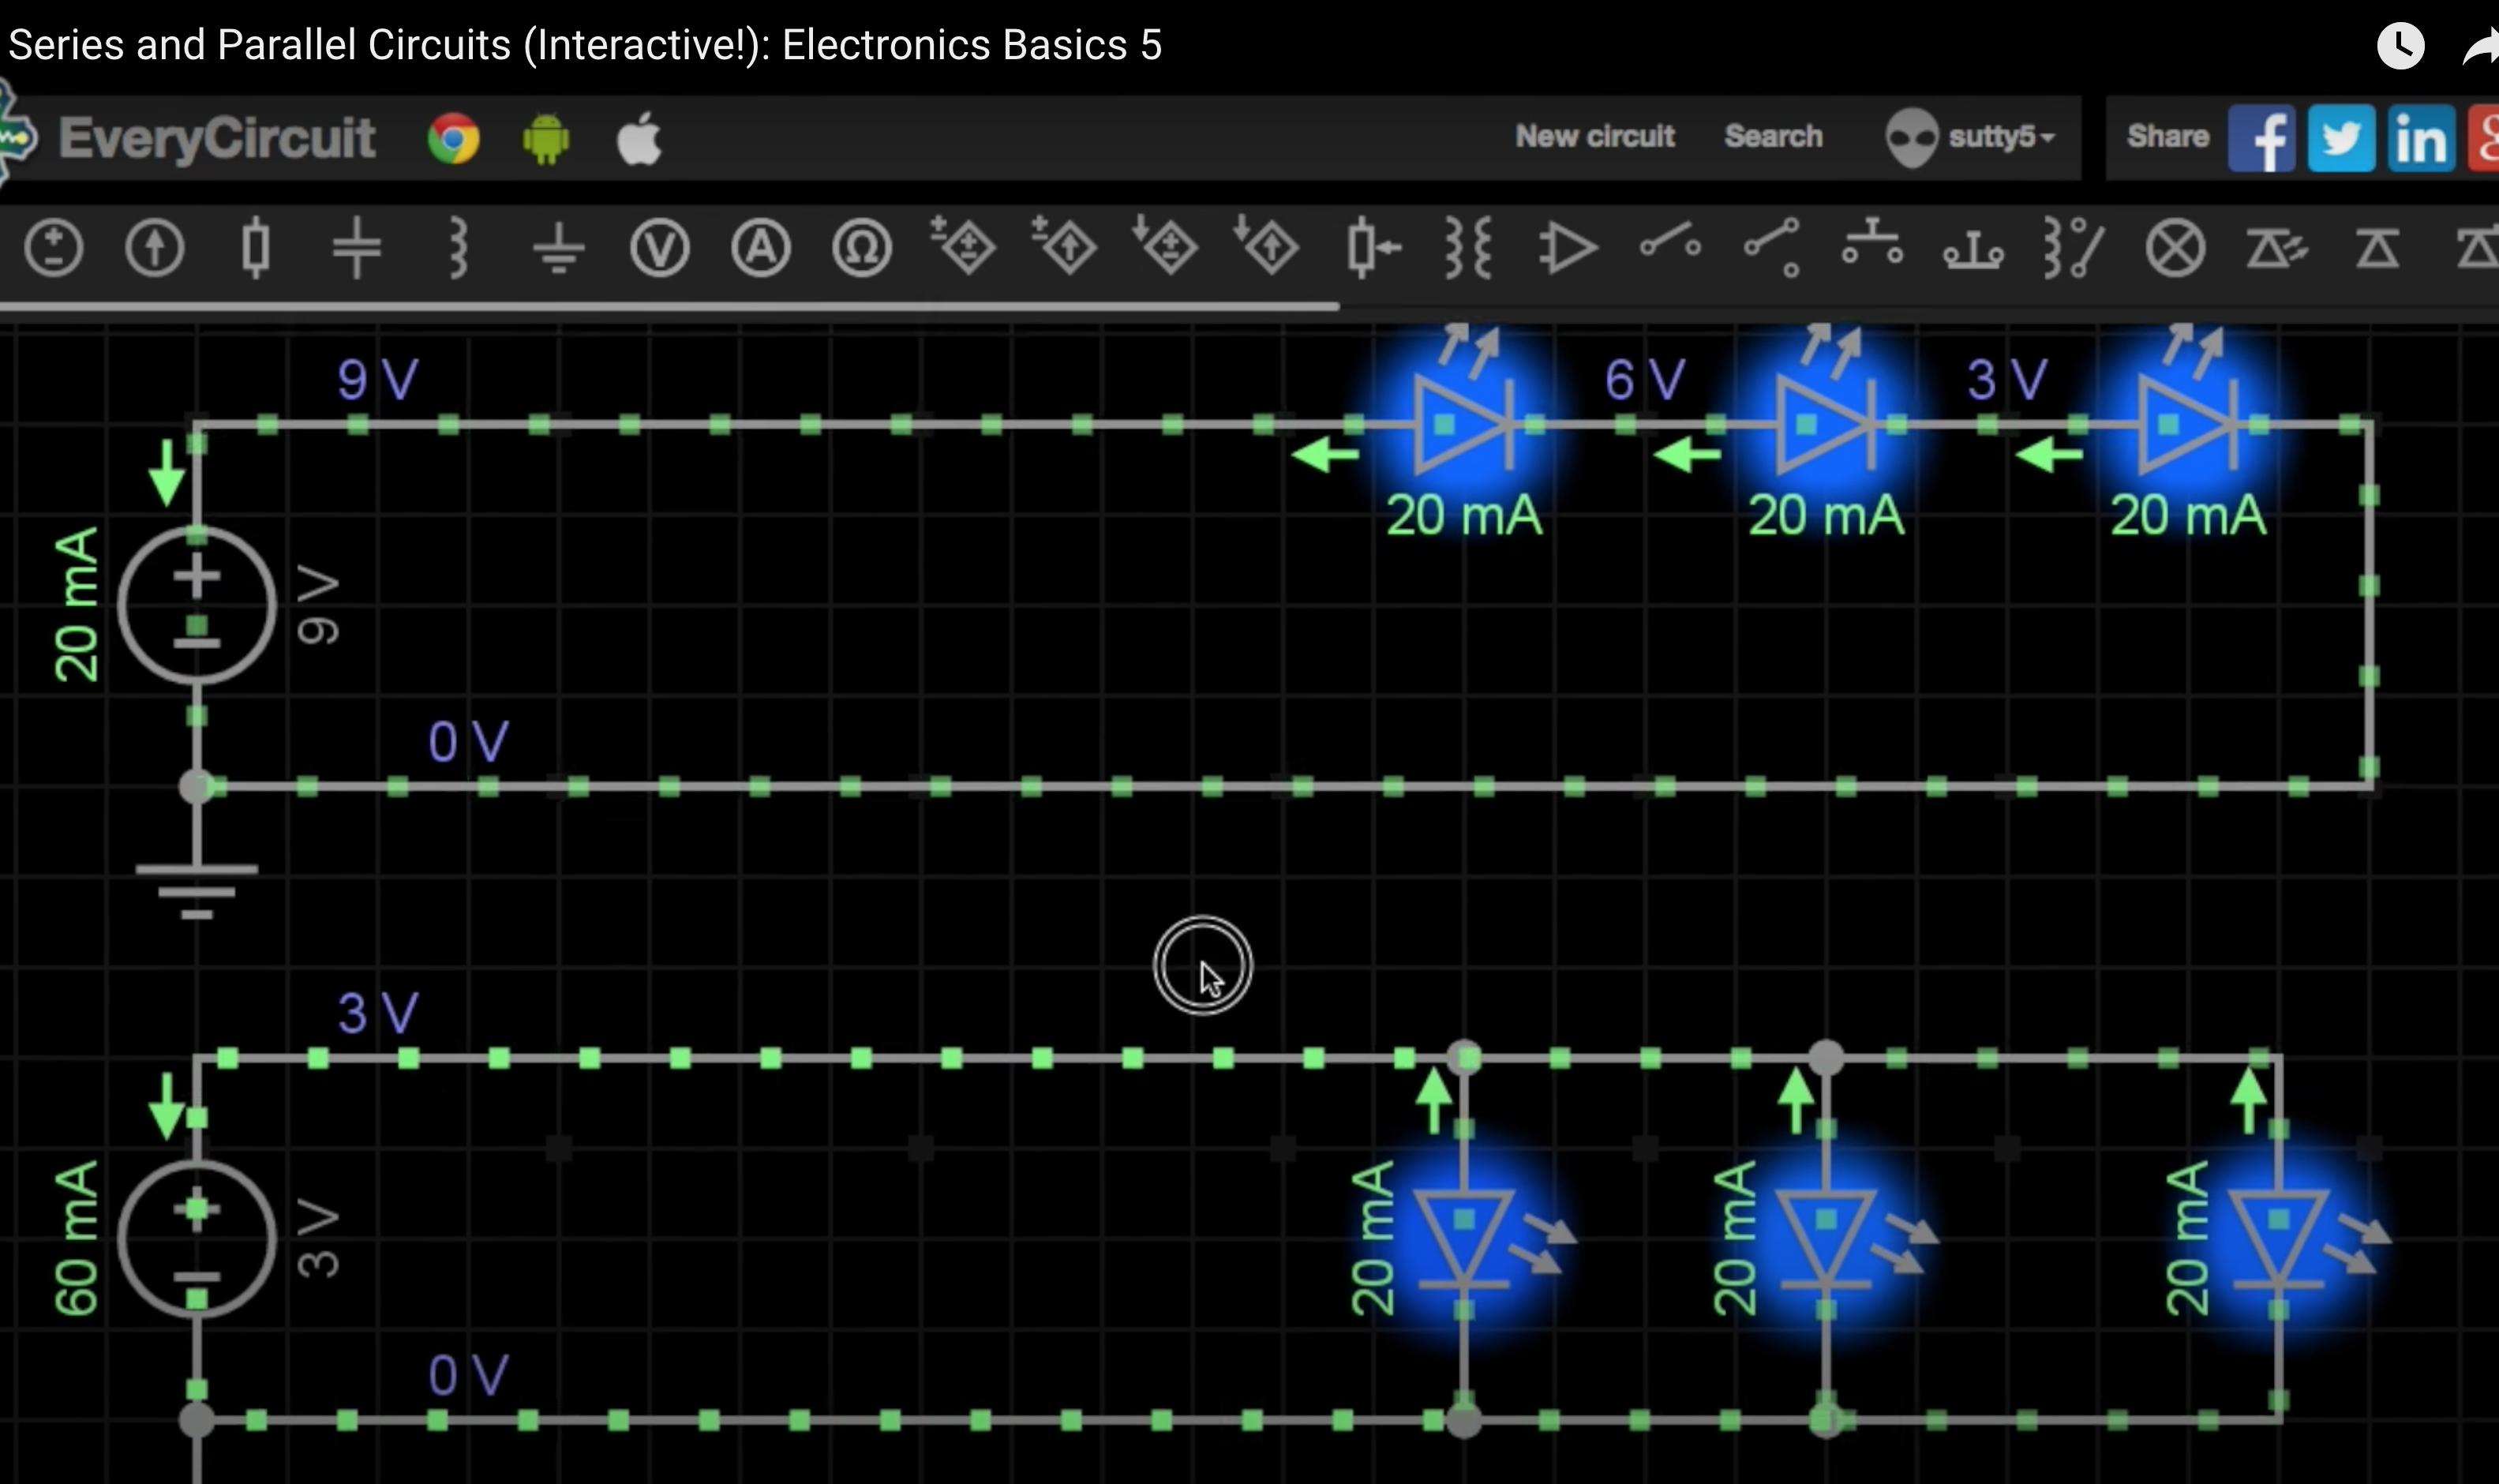 Series and Parallel Circuits (Interactive!): Electronics Basics 5
EveryCircuit New circuit Search sutty5 Share f in g
V A Ω
9 V 6 V 3 V
20 mA 20 mA 20 mA
20 mA 9 V
0 V
3 V
60 mA 3 V 20 mA 20 mA 20 mA
0 V